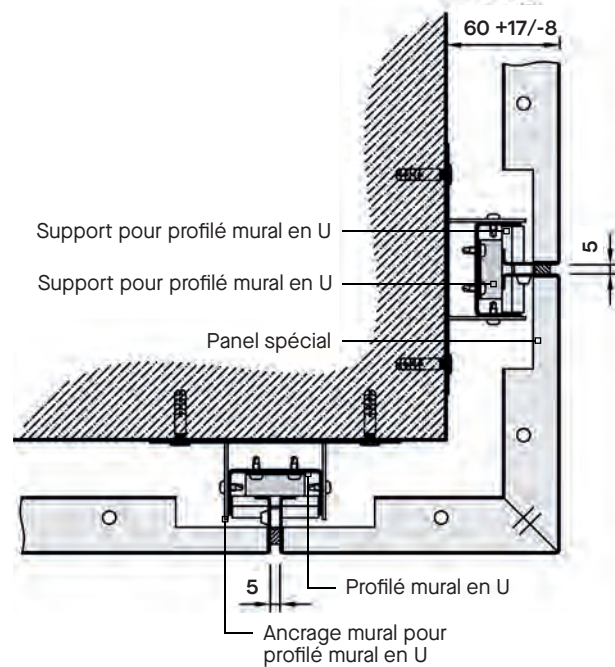 60 +17/-8
Support pour profilé mural en U
5
Support pour profilé mural en U
Panel spécial
5
Profilé mural en U
Ancrage mural pour
profilé mural en U